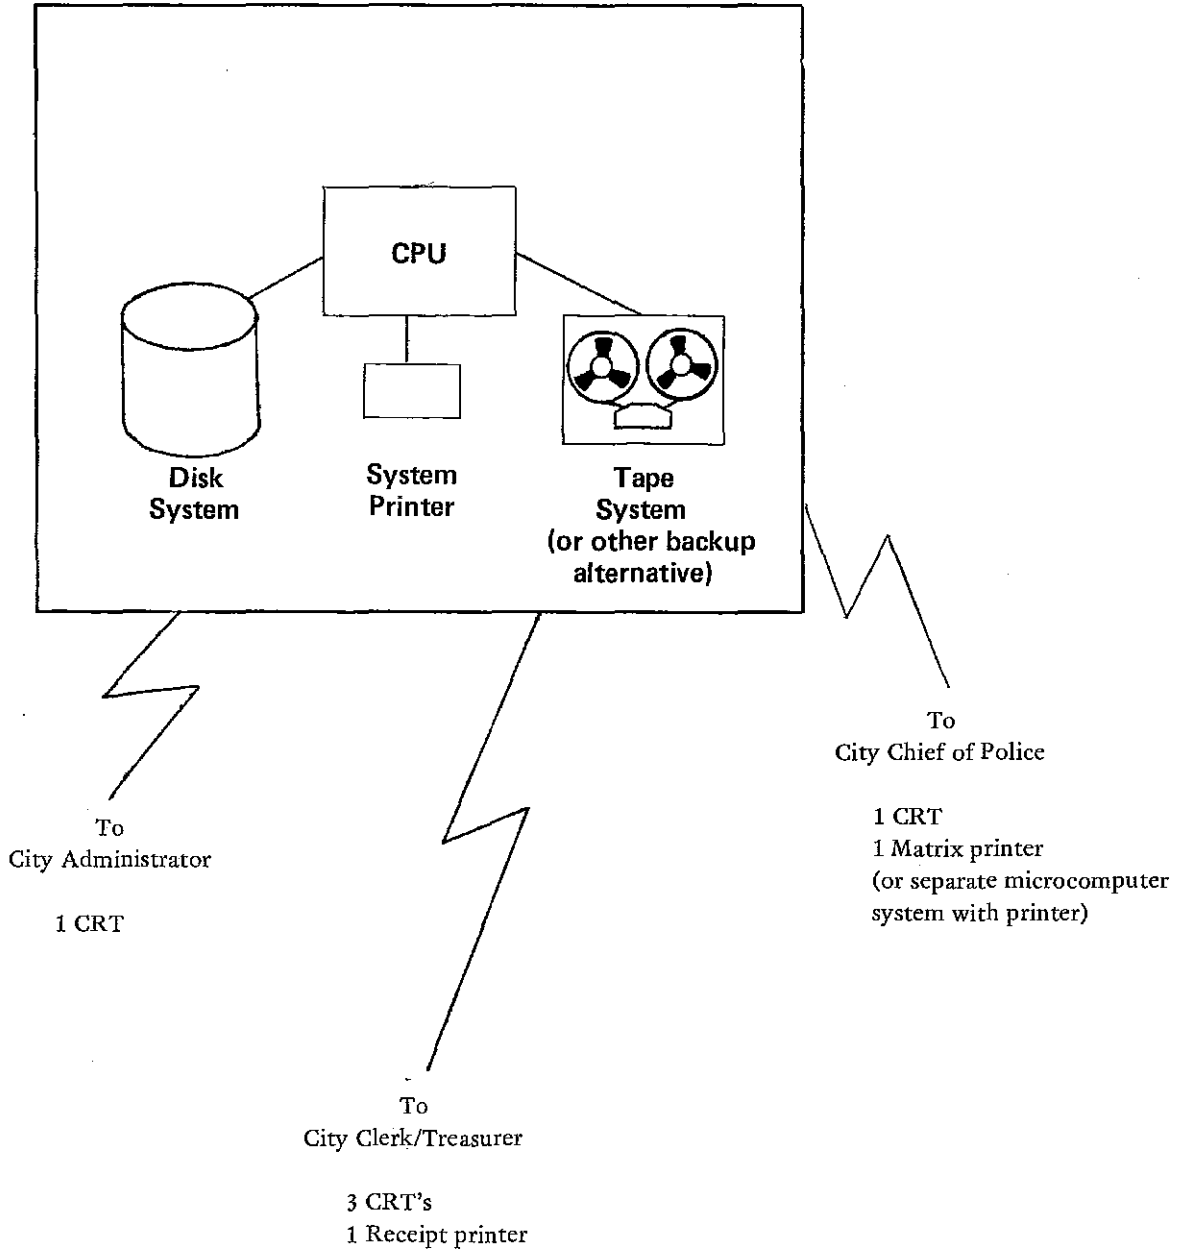 CPU
Disk
System
System
Printer
Tape
System
(or other backup
alternative)
To
City Chief of Police
1 CRT
1 Matrix printer
(or separate microcomputer
system with printer)
To
City Administrator
1 CRT
To
City Clerk/Treasurer
3 CRT's
1 Receipt printer